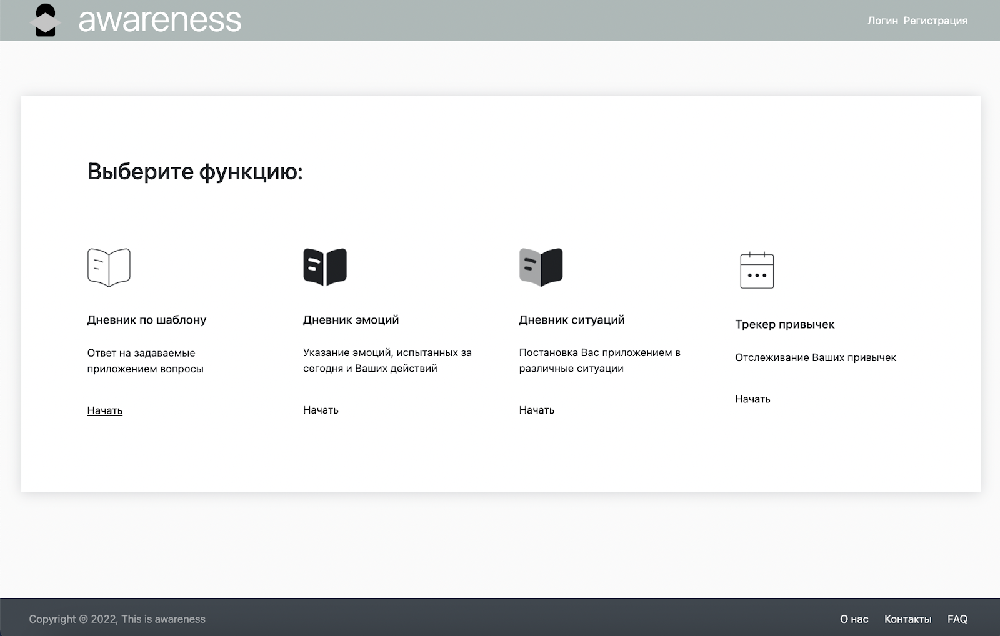 awareness
Логин Регистрация
Выберите функцию:
Дневник по шаблону
Ответ на задаваемые
приложением вопросы
Начать
Дневник эмоций
Указание эмоций, испытанных за
сегодня и Ваших действий
Начать
Дневник ситуаций
Постановка Вас приложением в
различные ситуации
Начать
Трекер привычек
Отслеживание Ваших привычек
Начать
Copyright © 2022, This is awareness
О нас Контакты FAQ